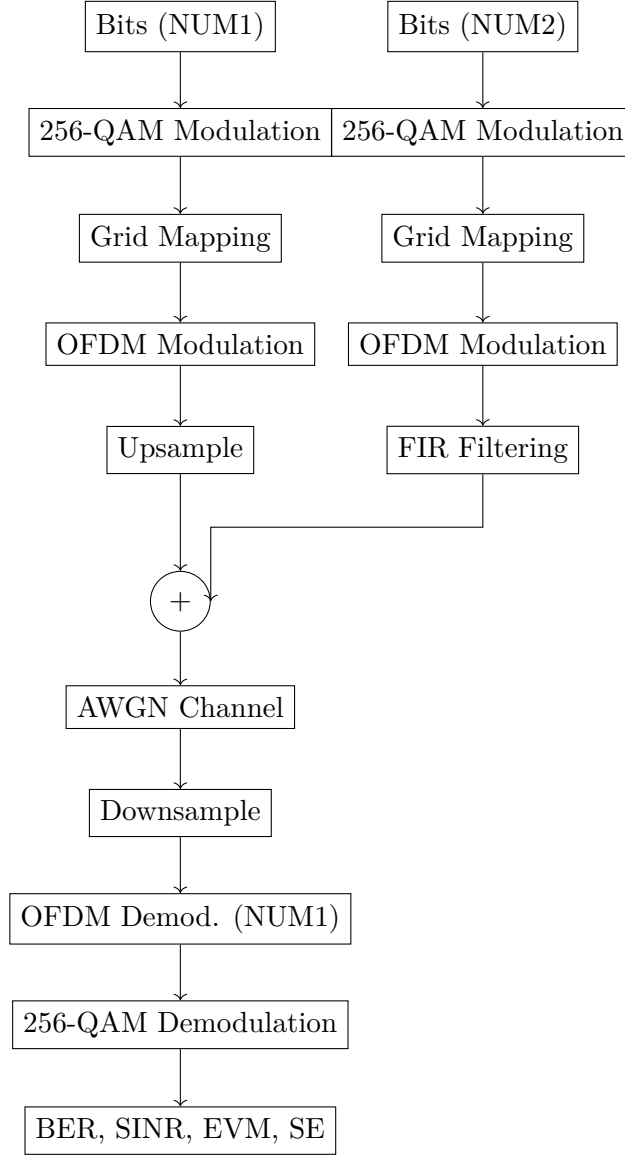 Bits (NUM1)
Bits (NUM2)
256-QAM Modulation
256-QAM Modulation
Grid Mapping
Grid Mapping
OFDM Modulation
OFDM Modulation
Upsample
FIR Filtering
+
AWGN Channel
Downsample
OFDM Demod. (NUM1)
256-QAM Demodulation
BER, SINR, EVM, SE